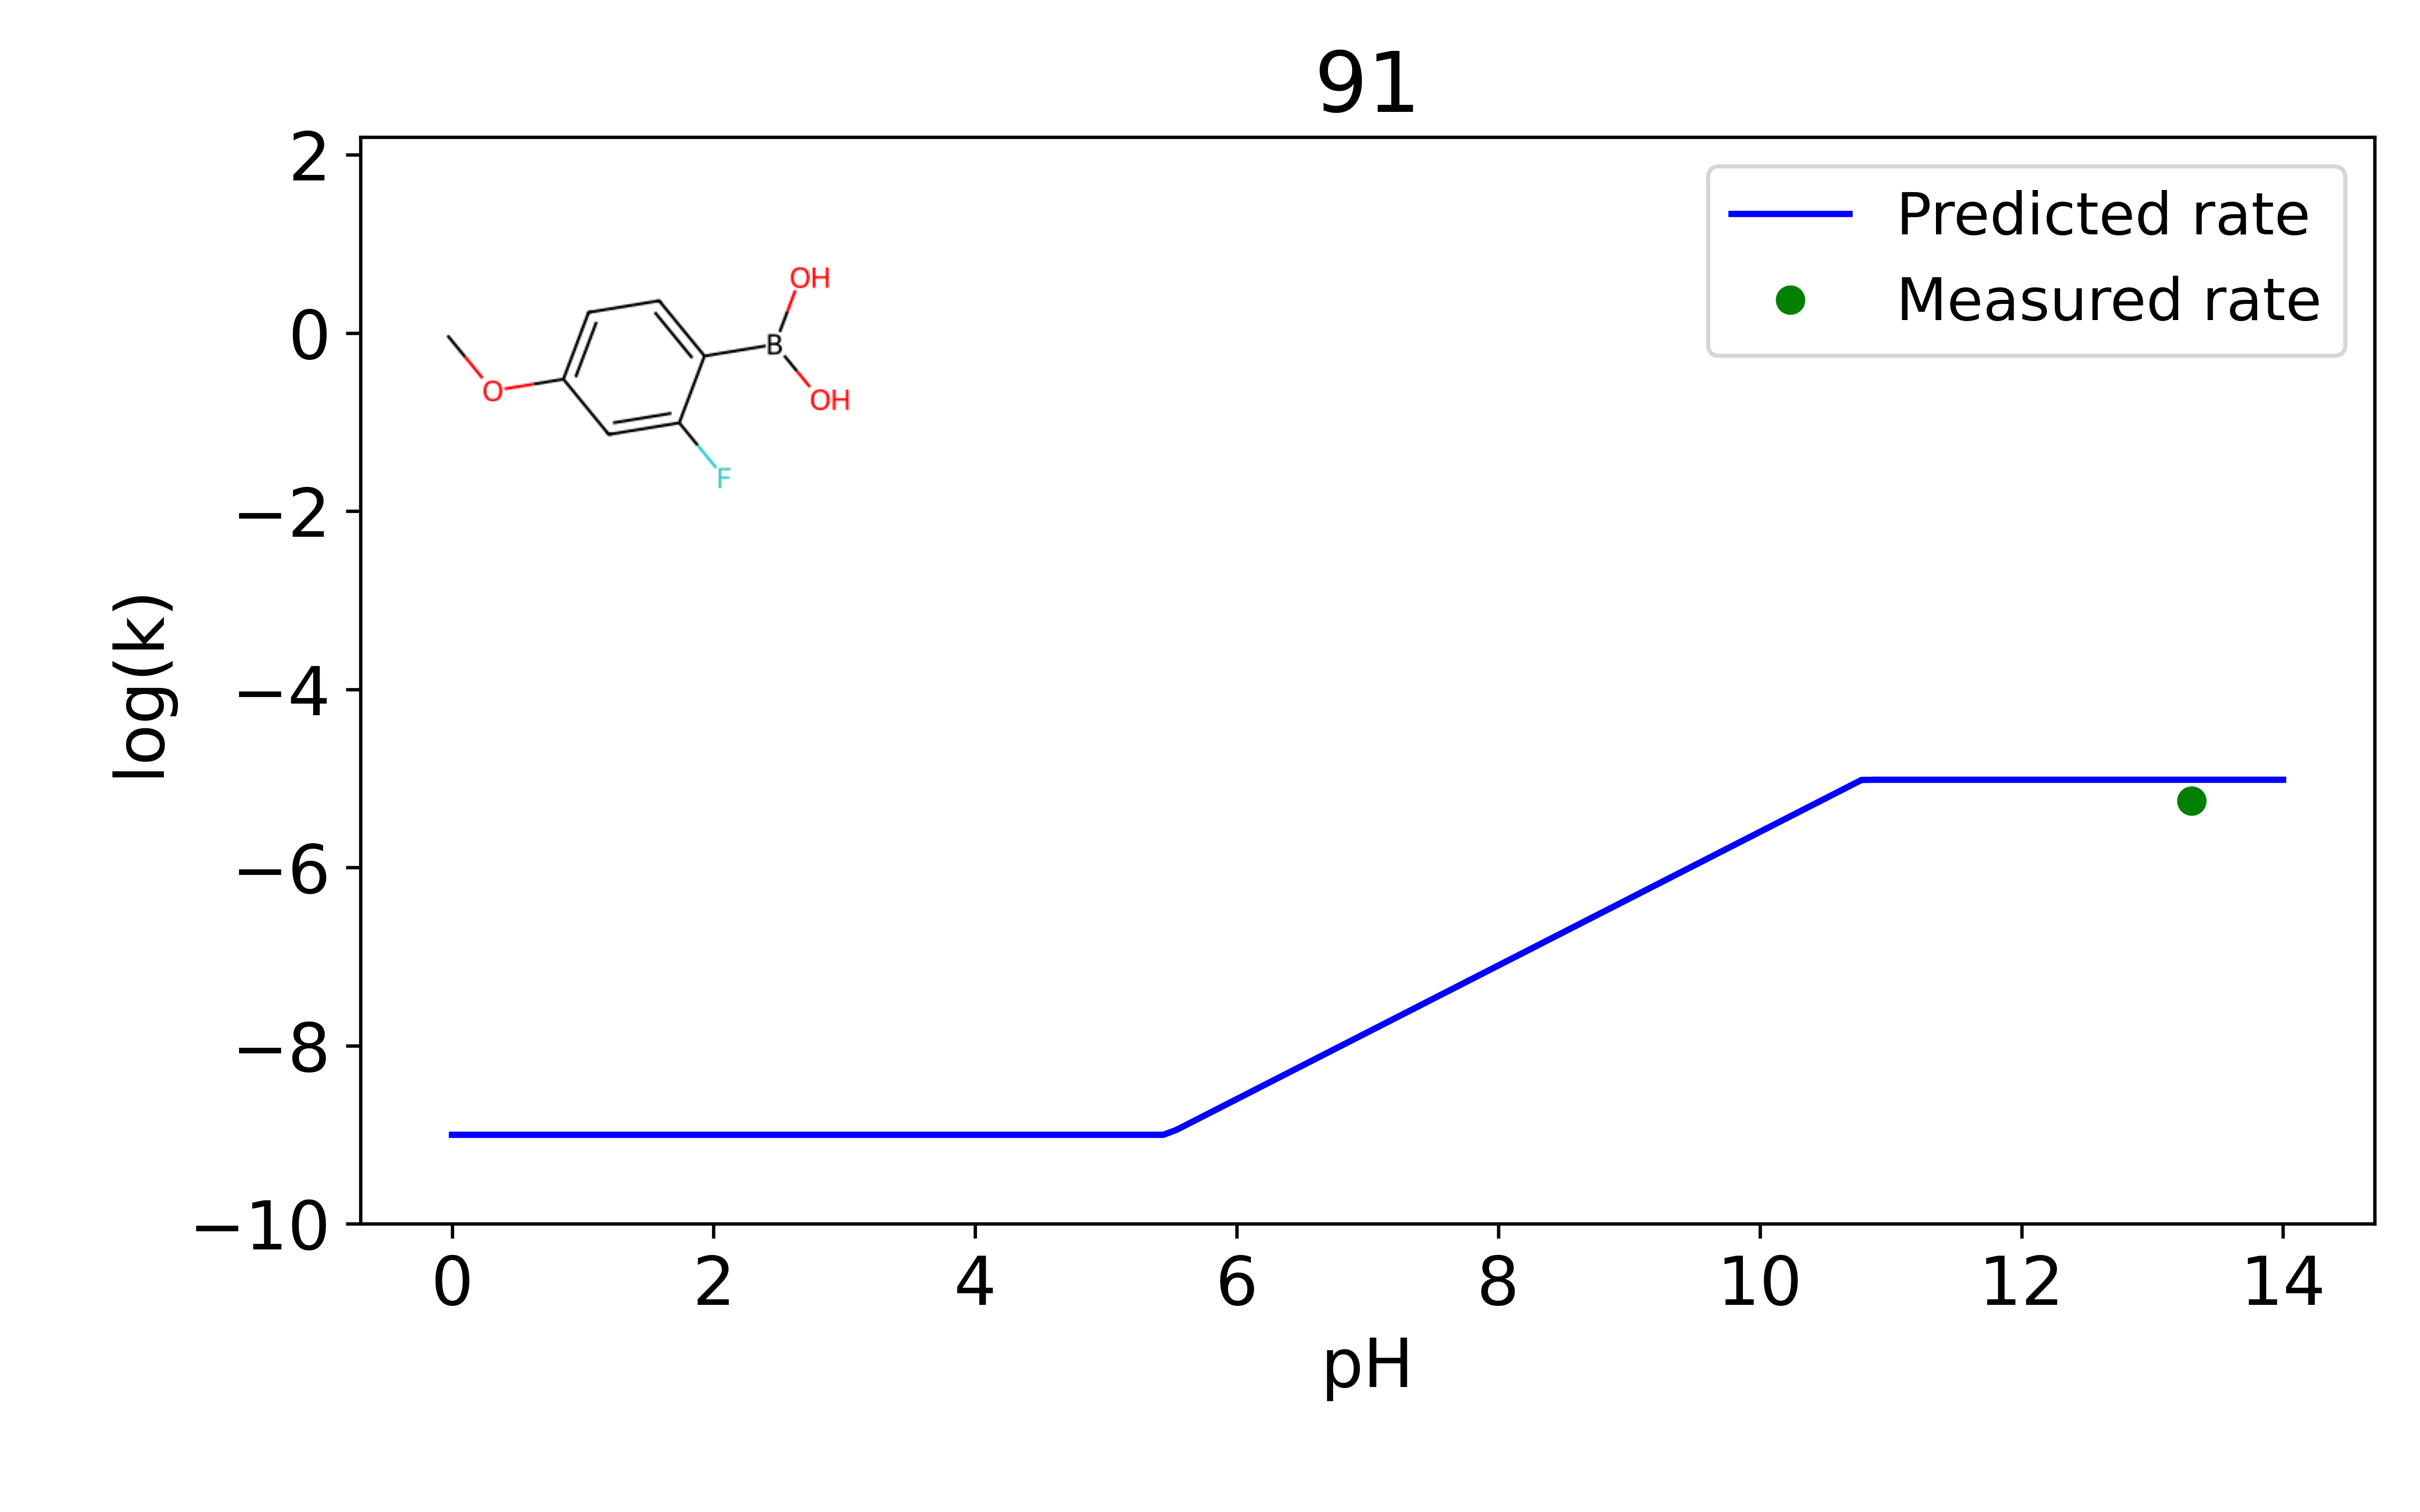 91
2
0
−2
−4
−6
−8
−10
log(k)
Predicted rate
Measured rate
OH
B
OH
O
F
0 2 4 6 8 10 12 14
pH